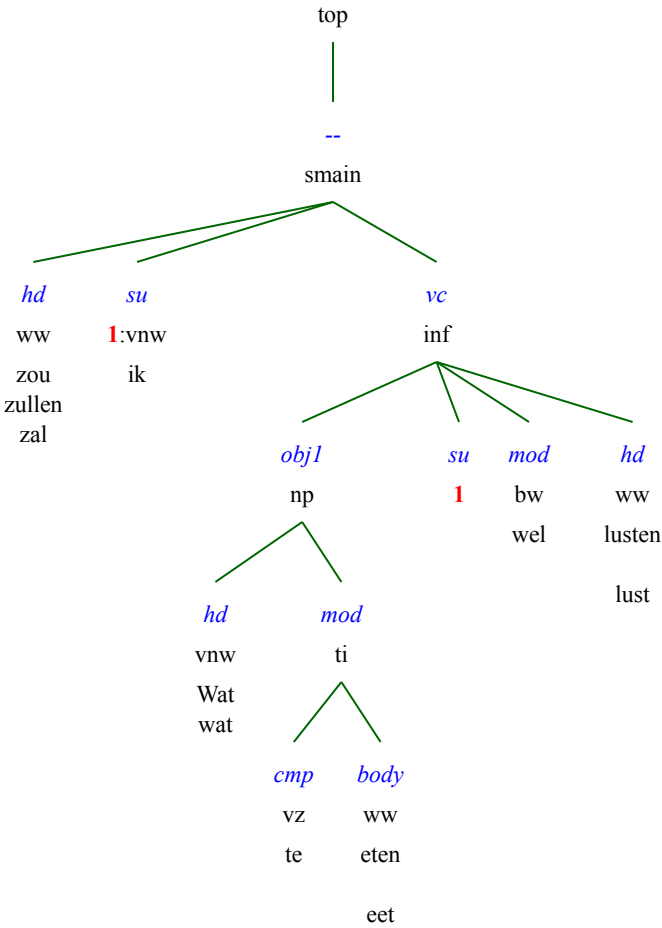 top
--
smain
hd su vc
ww 1:vnw inf
zou ik
zullen
zal
obj1 su mod hd
np 1 bw ww
wel lusten
lust
hd mod
vnw ti
Wat
wat
cmp body
vz ww
te eten
eet